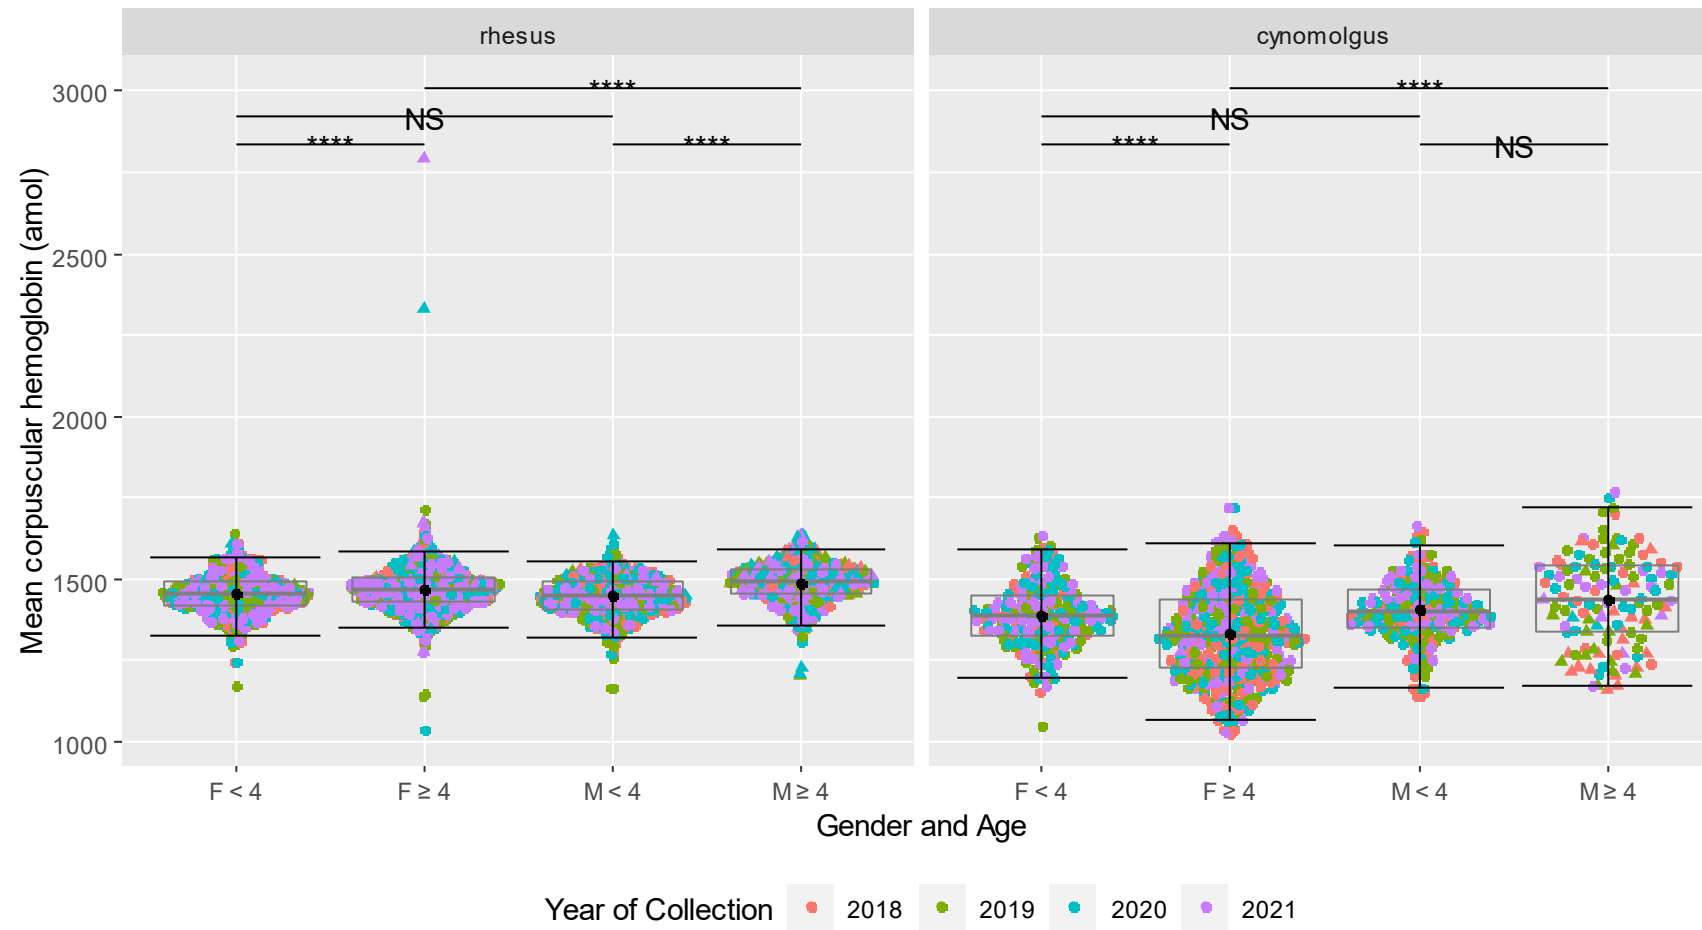 rhesus cynomolgus
3000
2500
2000
1500
1000
Mean corpuscular hemoglobin (amol)
**** ****
NS NS
**** **** **** NS
F < 4 F ≥ 4 M < 4 M ≥ 4 F < 4 F ≥ 4 M < 4 M ≥ 4
Gender and Age
Year of Collection 2018 2019 2020 2021